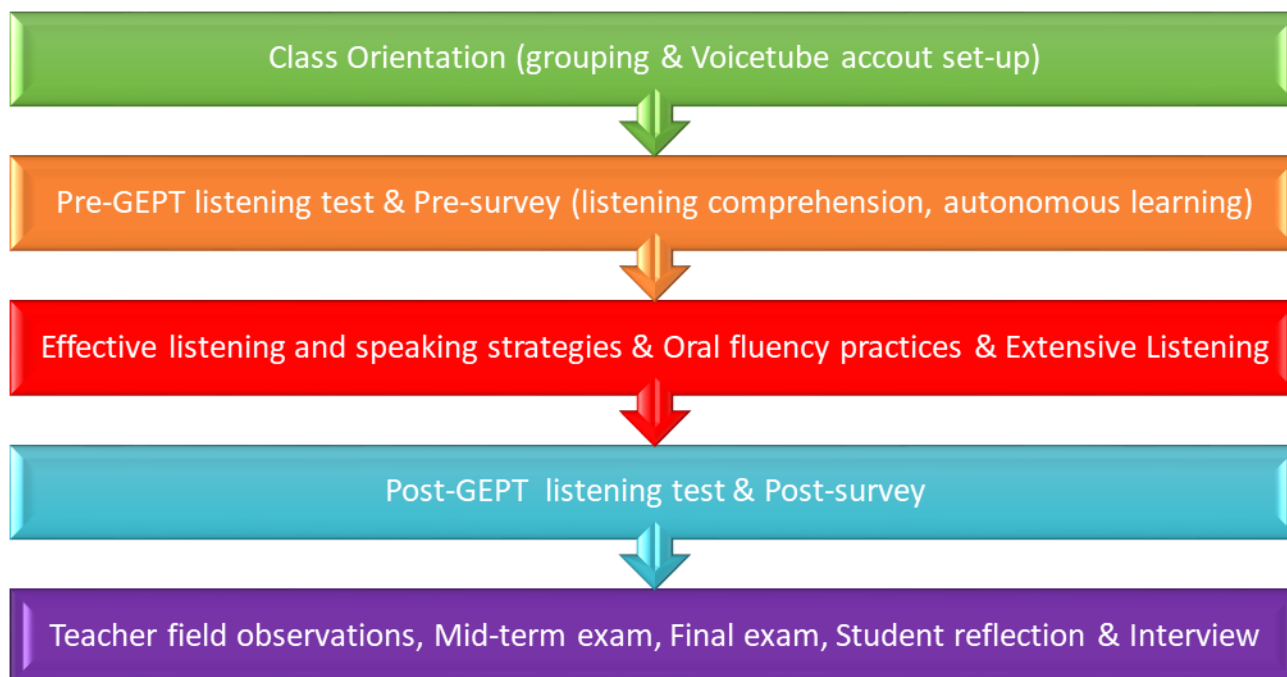 Class Orientation (grouping & Voicetube accout set-up)
Pre-GEPT listening test & Pre-survey (listening comprehension, autonomous learning)
Effective listening and speaking strategies & Oral fluency practices & Extensive Listening
Post-GEPT  listening test & Post-survey
Teacher field observations, Mid-term exam, Final exam, Student reflection & Interview